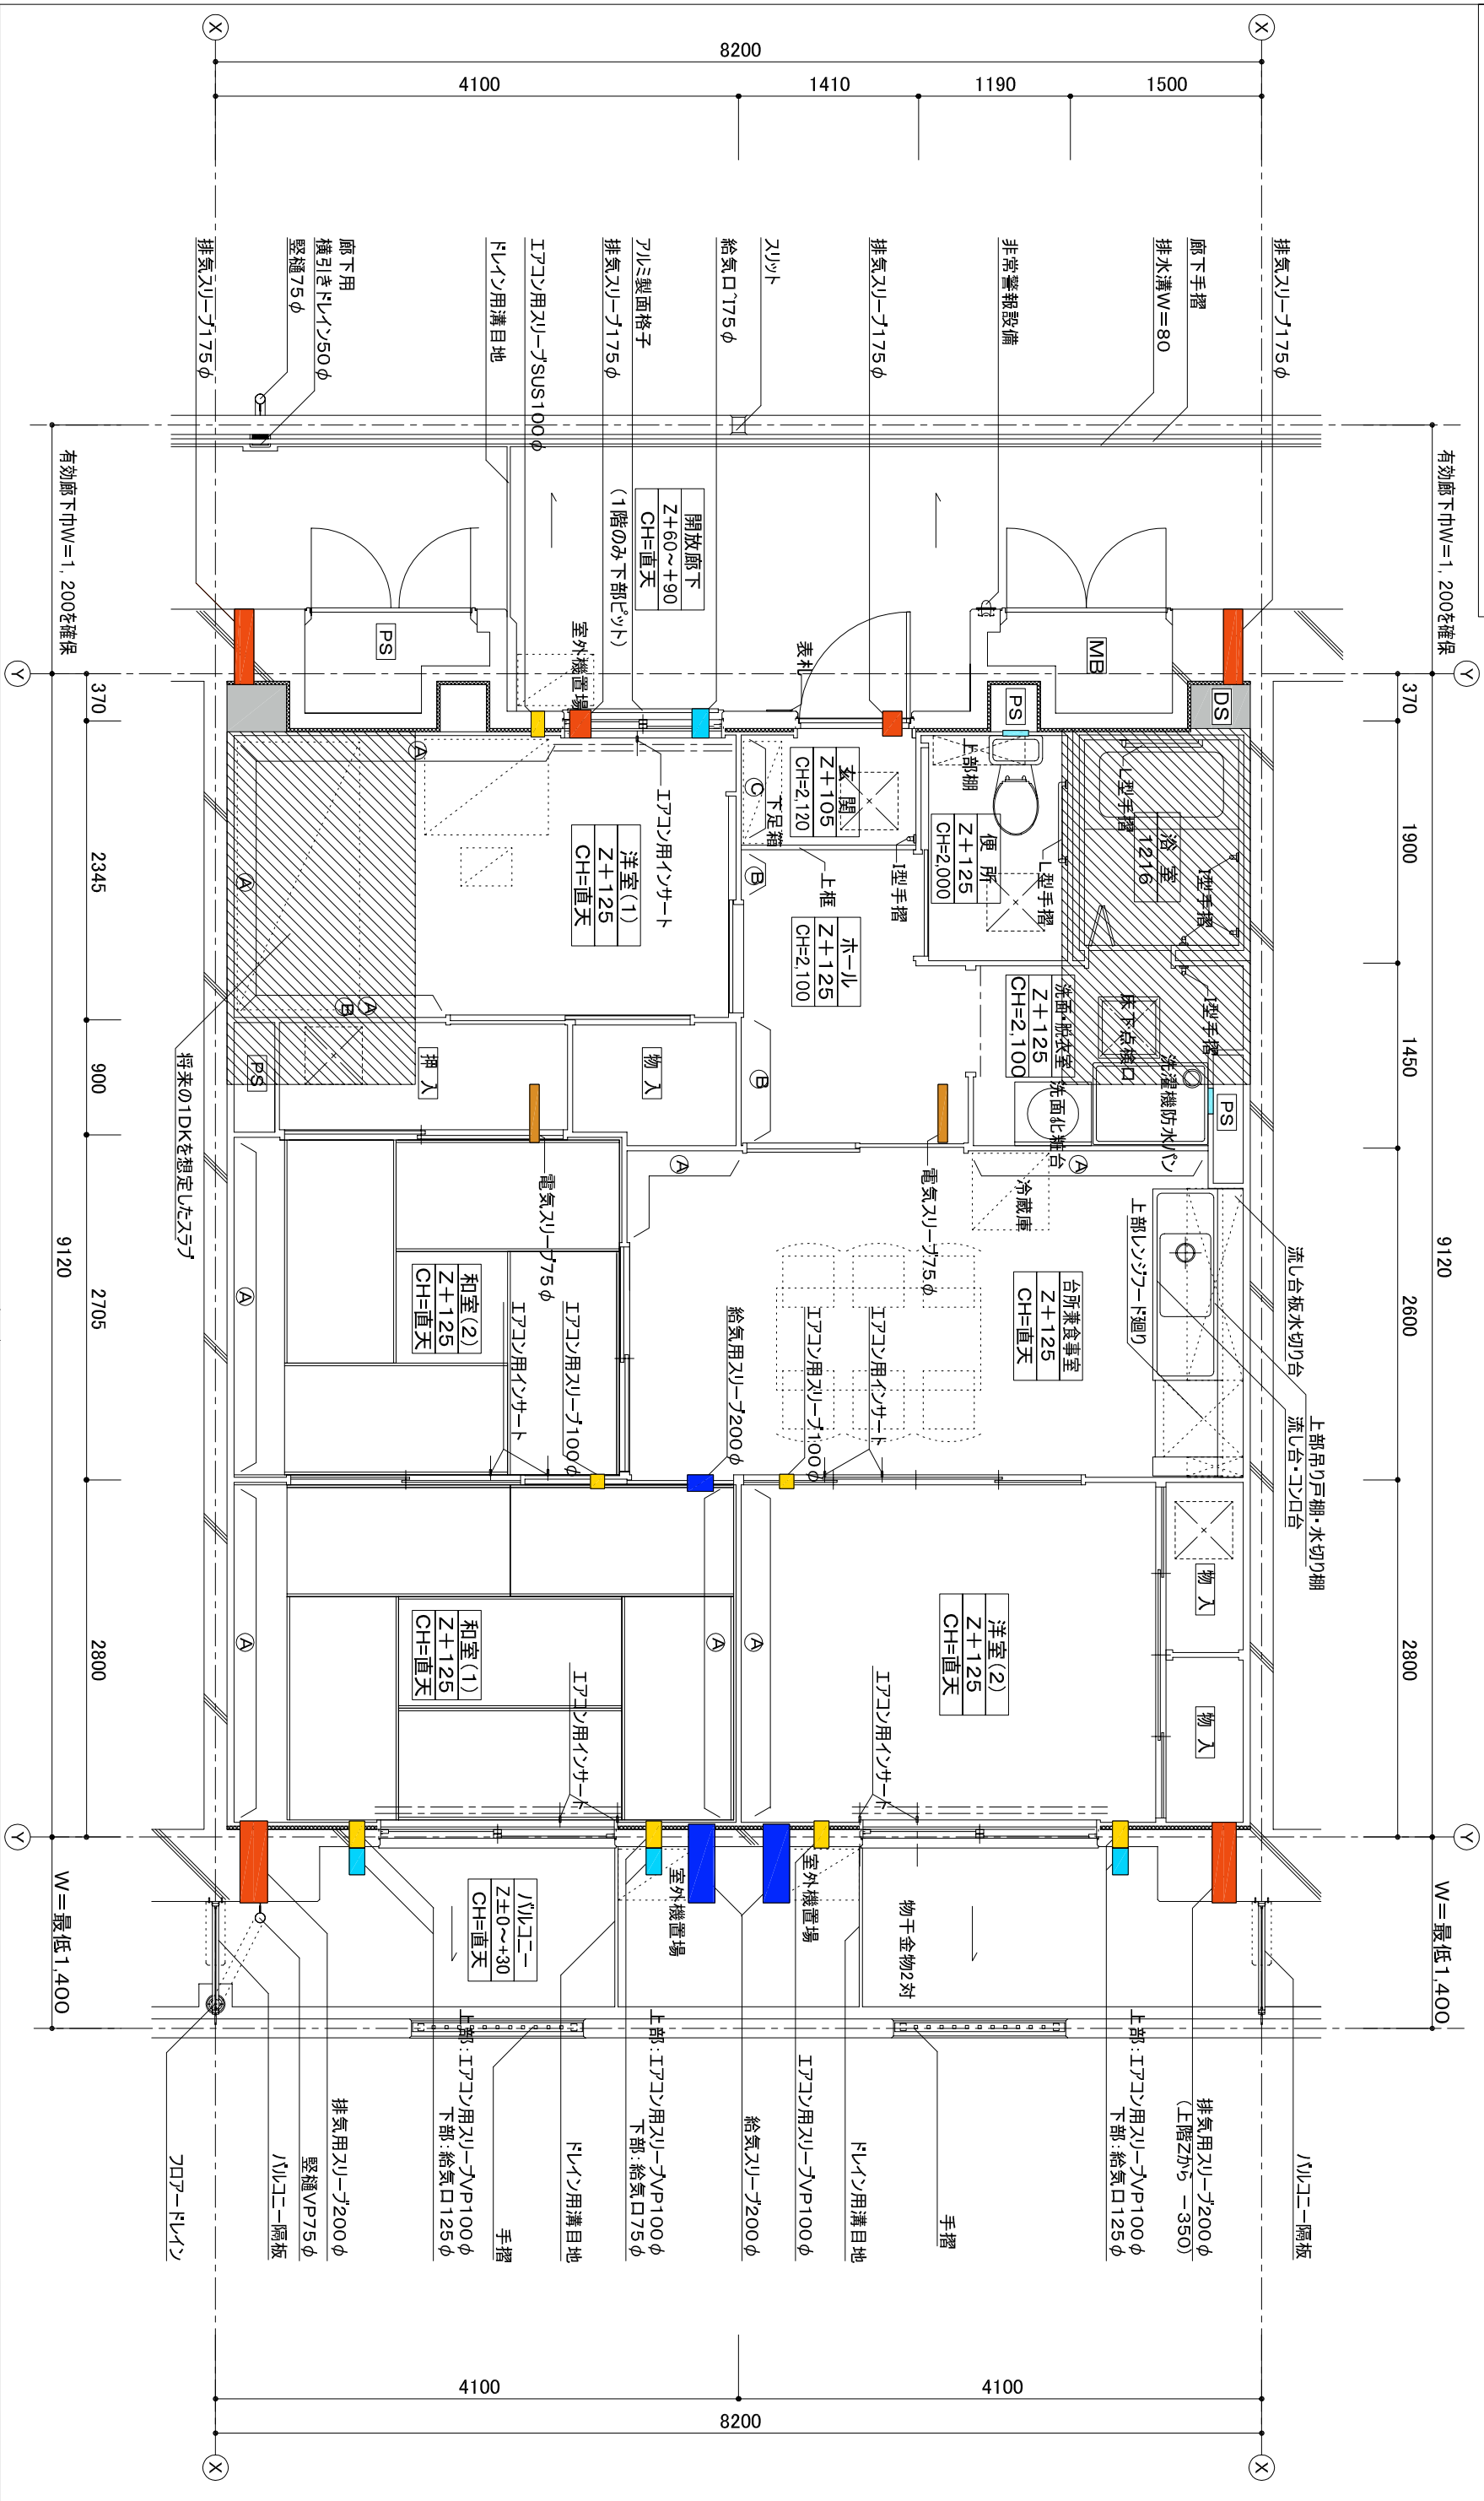 8200
4100
1410
1190
1500
X
X
排気スリーブ175φ
竪樋75φ
横引きドレイン50φ
廊下用
ドレイン用溝目地
エアコン用スリーブSUS100φ
排気スリーブ175φ
アルミ製面格子
給気口^175φ
スリット
排気スリーブ175φ
非常警報設備
排水溝W=80
廊下手摺
排気スリーブ175φ
有効廊下巾W=1,200を確保
有効廊下巾W=1,200を確保
開放廊下
Z+60~+90
CH=直天
(1階のみ下部ピット)
室外機置場
表札
PS
MB
PS
DS
Y
Y
370
2345
900
2705
2800
9120
370
1900
1450
2600
2800
9120
洋室(1)
Z+125
CH=直天
エアコン用インサート
玄 関
Z+105
CH=2,120
下足箱
上框
I型手摺
便 所
Z+125
CH=2,000
上部棚
L型手摺
浴 室
1216
L型手摺
I型手摺
I型手摺
ホール
Z+125
CH=2,100
洗面・脱衣室
Z+125
CH=2,100
床下点検口
洗濯機防水パン
洗面化粧台
PS
PS
押 入
物 入
将来の1DKを想定したスラブ
A
A
A
B
C
B
B
A
A
A
A
A
A
A
電気スリーブ75φ
電気スリーブ75φ
冷蔵庫
台所兼食事室
Z+125
CH=直天
上部レンジフード廻り
流し台板水切り台
上部吊り戸棚・水切り棚
流し台・コンロ台
和室(2)
Z+125
CH=直天
エアコン用インサート
エアコン用スリーブ100φ
給気用スリーブ200φ
エアコン用スリーブ100φ
エアコン用インサート
和室(1)
Z+125
CH=直天
エアコン用インサート
洋室(2)
Z+125
CH=直天
エアコン用インサート
物 入
物 入
Y
Y
W=最低1,400
W=最低1,400
バルコニー
Z±0~+30
CH=直天
室外機置場
室外機置場
物干金物2対
フロアードレイン
バルコニー隔板
竪樋VP75φ
排気用スリーブ200φ
上部:エアコン用スリーブVP100φ
下部:給気口125φ
手摺
ドレイン用溝目地
上部:エアコン用スリーブVP100φ
下部:給気口75φ
給気スリーブ200φ
エアコン用スリーブVP100φ
ドレイン用溝目地
手摺
上部:エアコン用スリーブVP100φ
下部:給気口125φ
排気用スリーブ200φ
(上階Zから -350)
バルコニー隔板
4100
4100
8200
X
X